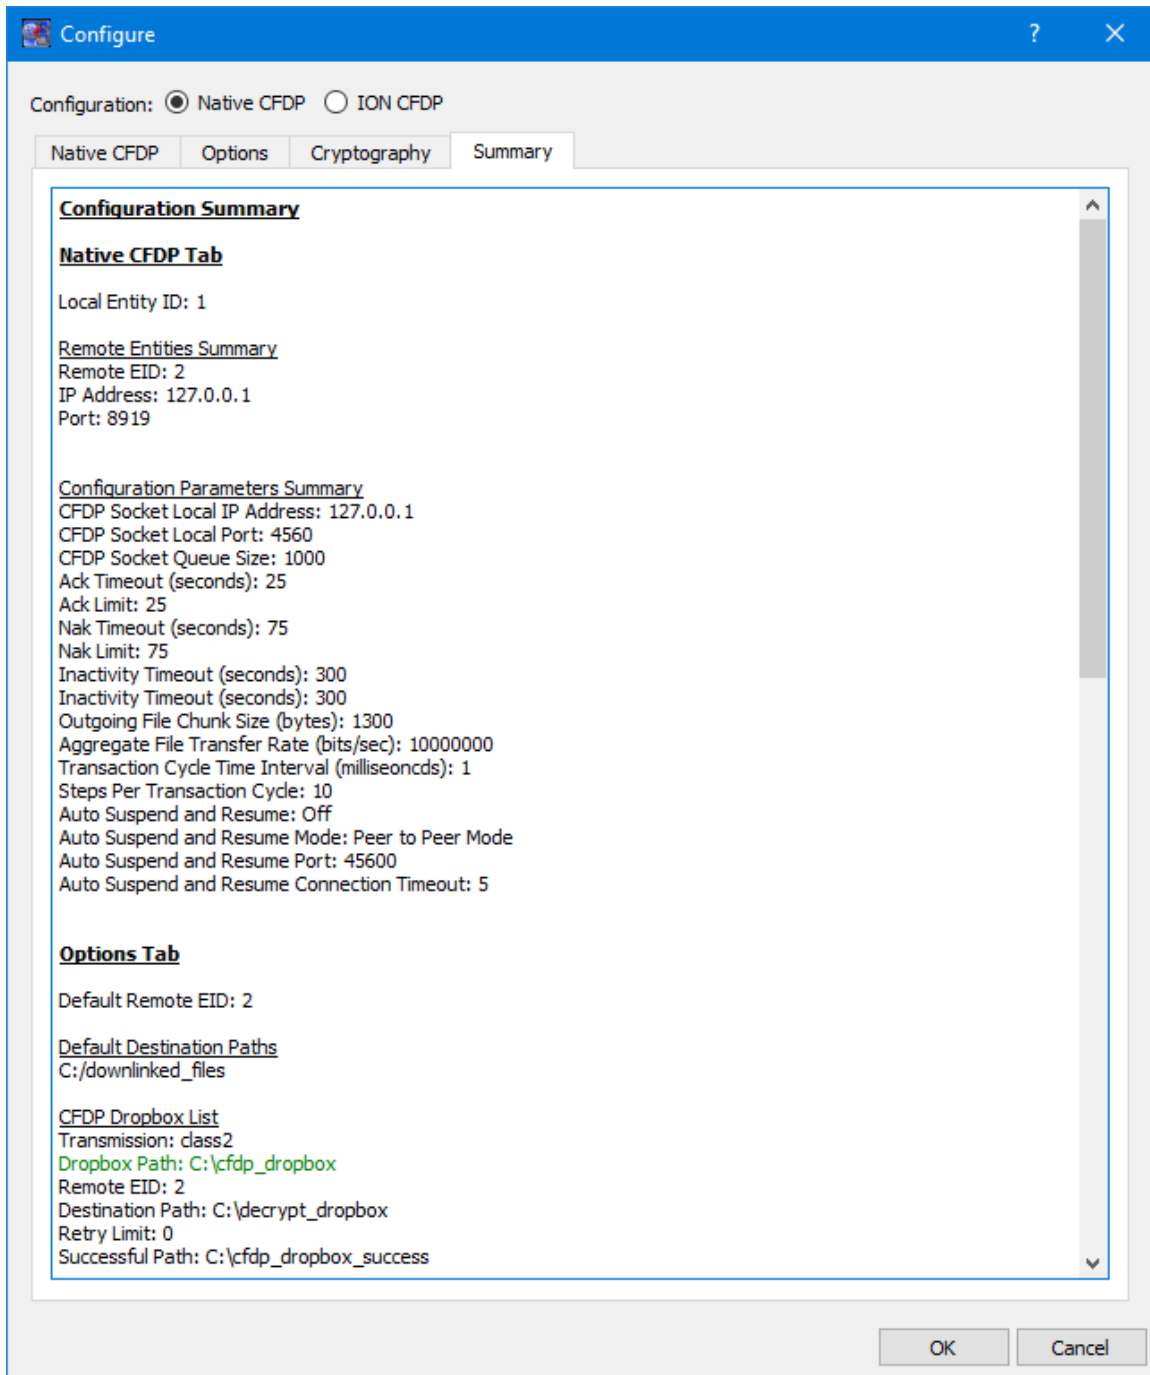 Configure
?
Configuration: Native CFDP ION CFDP
Native CFDP Options Cryptography Summary
Configuration Summary
Native CFDP Tab
Local Entity ID: 1
Remote Entities Summary
Remote EID: 2
IP Address: 127.0.0.1
Port: 8919
Configuration Parameters Summary
CFDP Socket Local IP Address: 127.0.0.1
CFDP Socket Local Port: 4560
CFDP Socket Queue Size: 1000
Ack Timeout (seconds): 25
Ack Limit: 25
Nak Timeout (seconds): 75
Nak Limit: 75
Inactivity Timeout (seconds): 300
Inactivity Timeout (seconds): 300
Outgoing File Chunk Size (bytes): 1300
Aggregate File Transfer Rate (bits/sec): 10000000
Transaction Cycle Time Interval (milliseoncds): 1
Steps Per Transaction Cycle: 10
Auto Suspend and Resume: Off
Auto Suspend and Resume Mode: Peer to Peer Mode
Auto Suspend and Resume Port: 45600
Auto Suspend and Resume Connection Timeout: 5
Options Tab
Default Remote EID: 2
Default Destination Paths
C:/downlinked_files
CFDP Dropbox List
Transmission: class2
Dropbox Path: C:\cfdp_dropbox
Remote EID: 2
Destination Path: C:\decrypt_dropbox
Retry Limit: 0
Successful Path: C:\cfdp_dropbox_success
OK Cancel